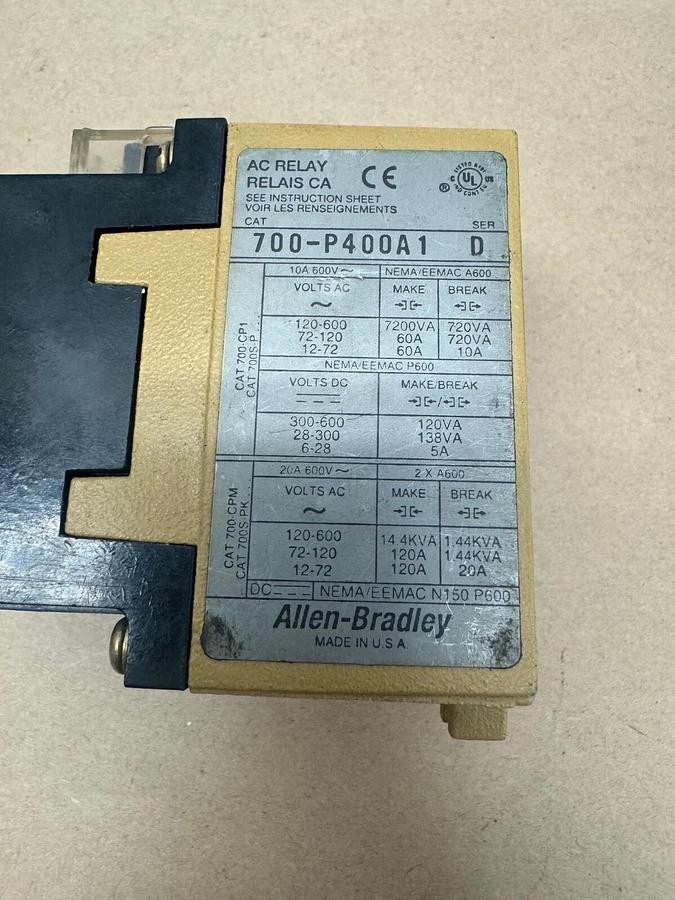 AC RELAY
RELAIS CA
CE
SEE INSTRUCTION SHEET
VOIR LES RENSEIGNEMENTS
® UL
CAT SER
700-P400A1 D
CAT 700-CP1
CAT 700S-P...
10A 600V~ NEMA/EEMAC A600
VOLTS AC MAKE BREAK
~
120-600 7200VA 720VA
72-120 60A 720VA
12-72 60A 10A
NEMA/EEMAC P600
VOLTS DC MAKE/BREAK
300-600 120VA
28-300 138VA
6-28 5A
CAT 700-CPM
CAT 700S-PK...
20A 600V~ 2 X A600
VOLTS AC MAKE BREAK
~
120-600 14.4KVA 1.44KVA
72-120 120A 1.44KVA
12-72 120A 20A
DC NEMA/EEMAC N150 P600
Allen-Bradley
MADE IN U.S.A.